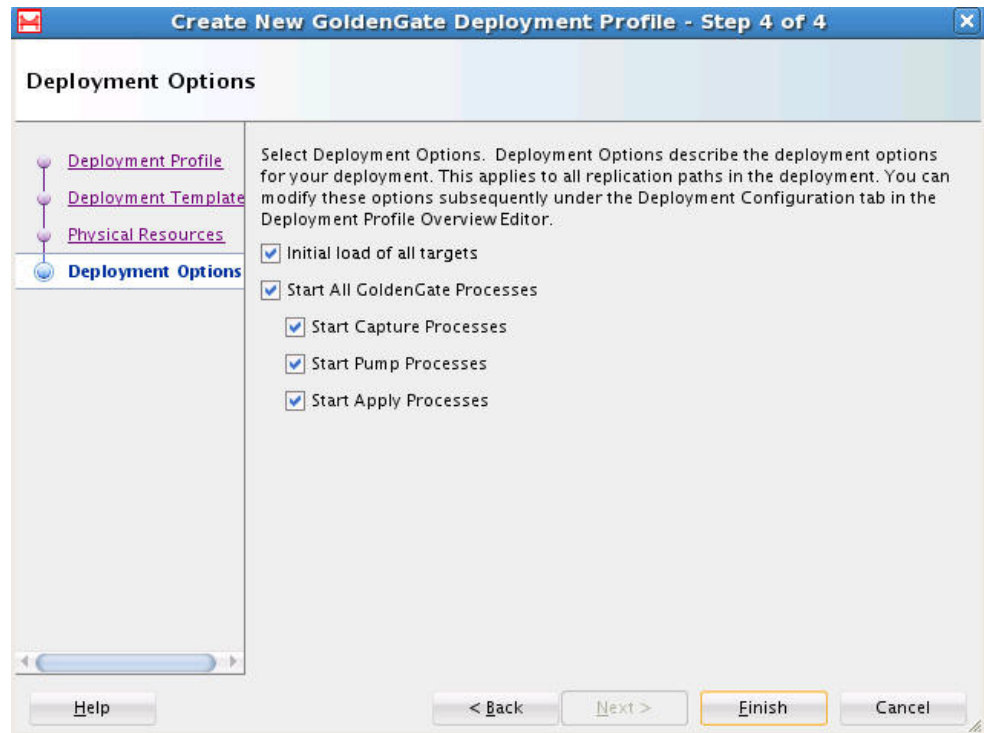 Create New GoldenGate Deployment Profile - Step 4 of 4
Deployment Options
Deployment Profile
Deployment Template
Physical Resources
Deployment Options
Select Deployment Options. Deployment Options describe the deployment options
for your deployment. This applies to all replication paths in the deployment. You can
modify these options subsequently under the Deployment Configuration tab in the
Deployment Profile Overview Editor.
Initial load of all targets
Start All GoldenGate Processes
Start Capture Processes
Start Pump Processes
Start Apply Processes
Help
< Back
Next >
Finish
Cancel